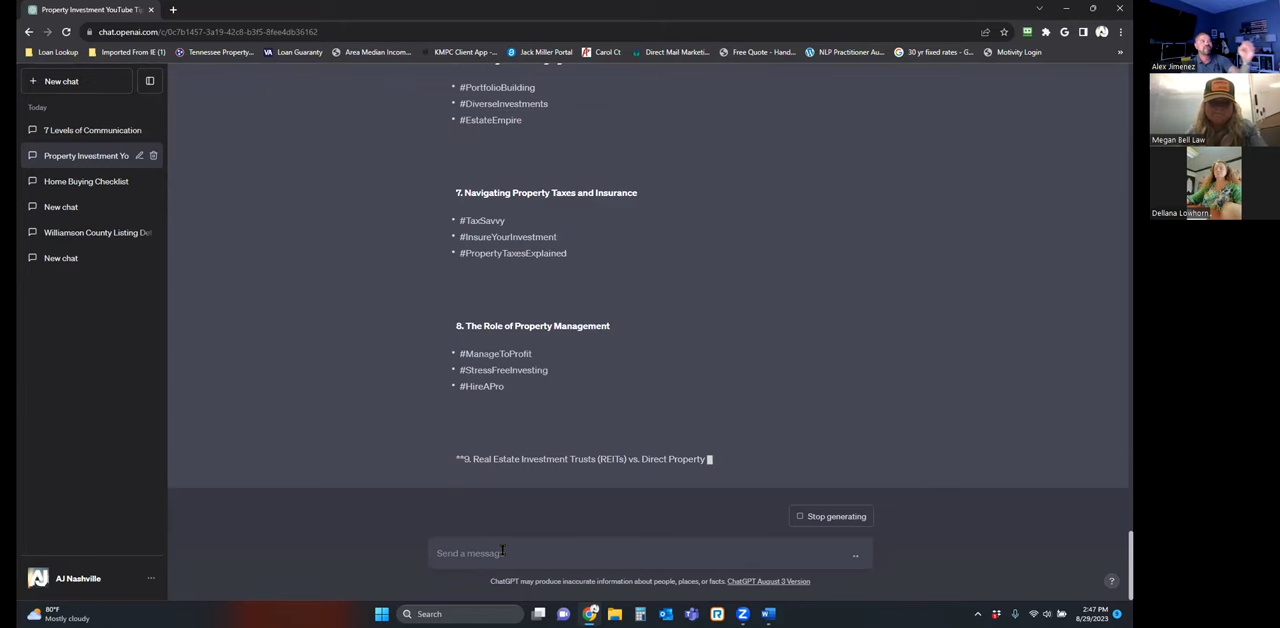 Property Investment YouTube Ti
chat.openai.com/c/0c7b1457-3a19-42c8-b3f5-8fee4db36162
Loan Lookup
Imported From IE (1)
Tennessee Property...
Loan Guaranty
Area Median Incom...
KMPC Client App -...
Jack Miller Portal
Carol Ct
Direct Mail Marketi...
Free Quote - Hand...
NLP Practitioner Au...
30 yr fixed rates - G...
Motivity Login
New chat
Today
7 Levels of Communication
Property Investment Yo
Home Buying Checklist
New chat
Williamson County Listing De
New chat
AJ Nashville
#PortfolioBuilding
#DiverseInvestments
#EstateEmpire
7. Navigating Property Taxes and Insurance
#TaxSavvy
#InsureYourInvestment
#PropertyTaxesExplained
8. The Role of Property Management
#ManageToProfit
#StressFreeInvesting
#HireAPro
**9. Real Estate Investment Trusts (REITs) vs. Direct Property
Stop generating
Send a message
ChatGPT may produce inaccurate information about people, places, or facts. ChatGPT August 3 Version
Alex Jimenez
Megan Bell Law
Dellana Lowhorn
80°F
Mostly cloudy
Search
2:47 PM
8/29/2023